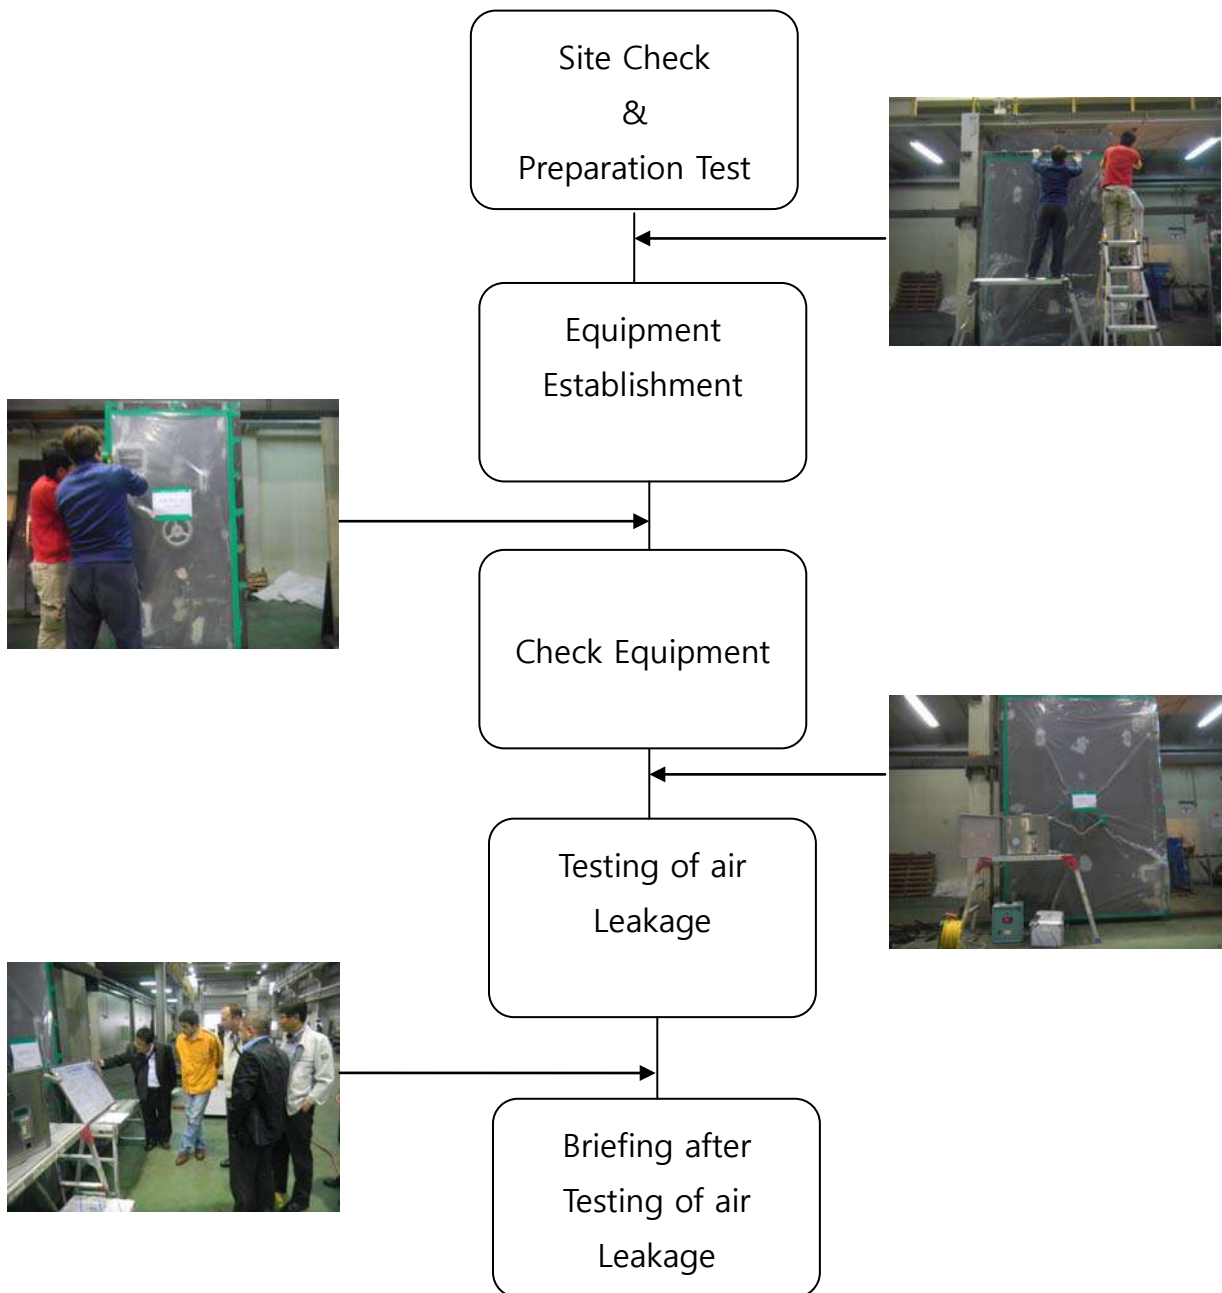 Site Check
&
Preparation Test
Equipment
Establishment
Check Equipment
Testing of air
Leakage
Briefing after
Testing of air
Leakage